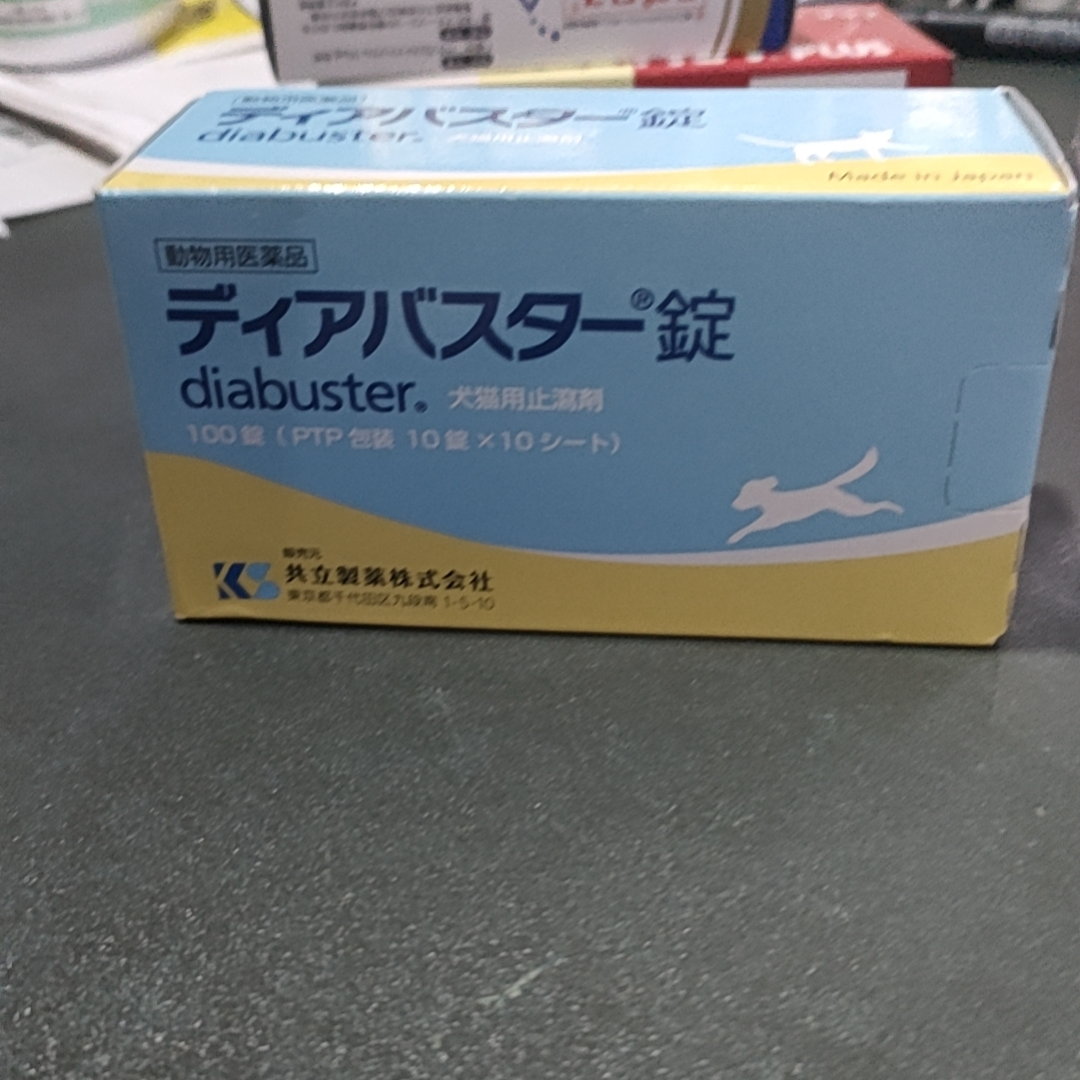 動物用医薬品
ディアバスター®錠
diabuster. 犬猫用止瀉剤
Made in Japan
動物用医薬品
ディアバスター®錠
diabuster® 犬猫用止瀉剤
100錠（PTP包装 10錠×10シート）
販売元
KS 共立製薬株式会社
東京都千代田区九段南 1-5-10
PLUS